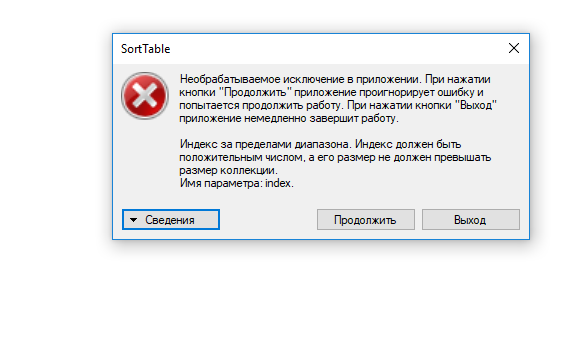 SortTable
Необрабатываемое исключение в приложении. При нажатии
кнопки "Продолжить" приложение проигнорирует ошибку и
попытается продолжить работу. При нажатии кнопки "Выход"
приложение немедленно завершит работу.
Индекс за пределами диапазона. Индекс должен быть
положительным числом, а его размер не должен превышать
размер коллекции.
Имя параметра: index.
Сведения
Продолжить
Выход